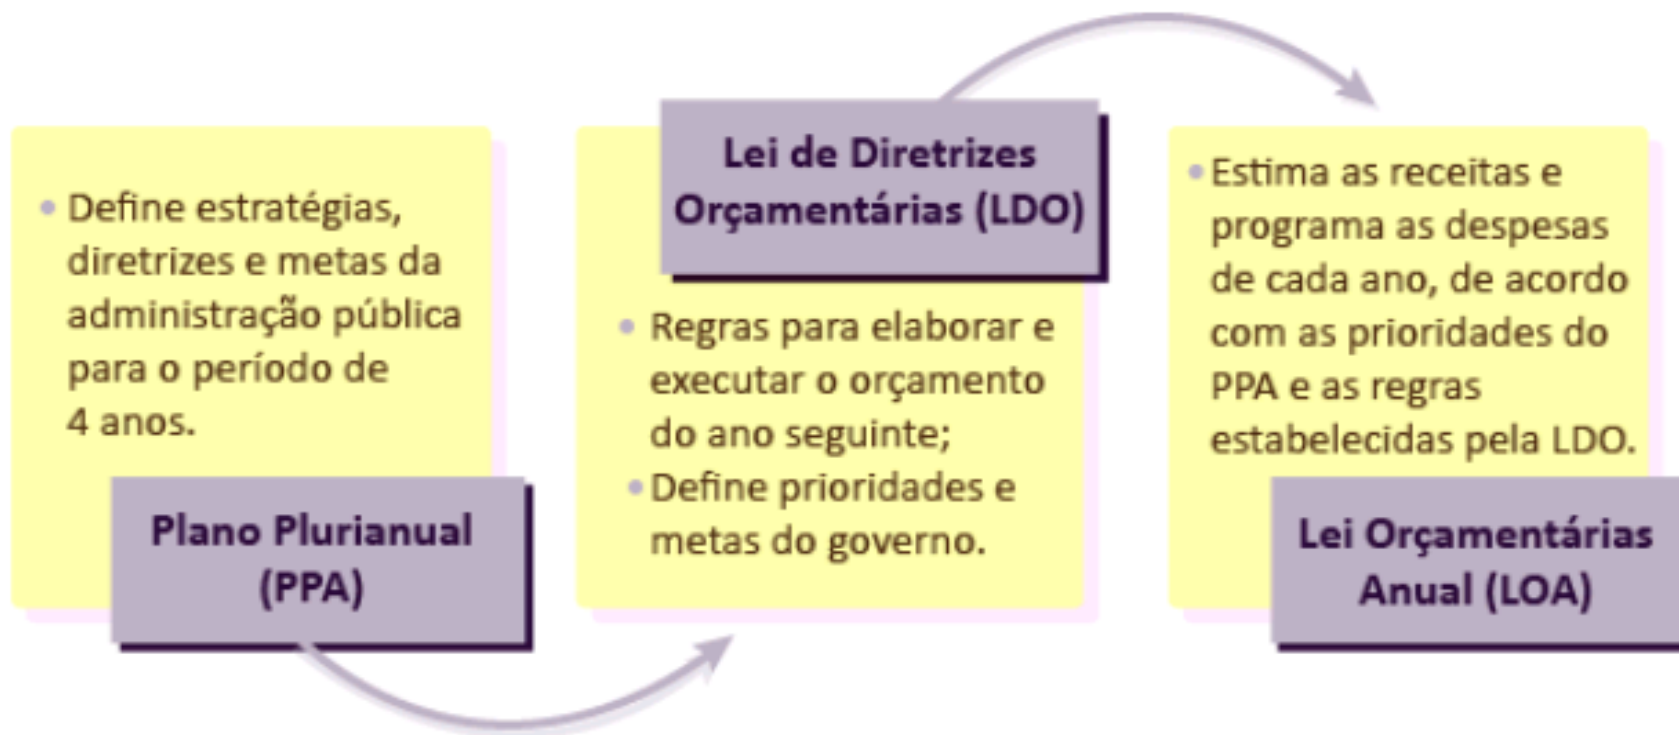 • Define estratégias,
diretrizes e metas da
administração pública
para o período de
4 anos.
Plano Plurianual
(PPA)
Lei de Diretrizes
Orçamentárias (LDO)
• Regras para elaborar e
executar o orçamento
do ano seguinte;
• Define prioridades e
metas do governo.
• Estima as receitas e
programa as despesas
de cada ano, de acordo
com as prioridades do
PPA e as regras
estabelecidas pela LDO.
Lei Orçamentárias
Anual (LOA)